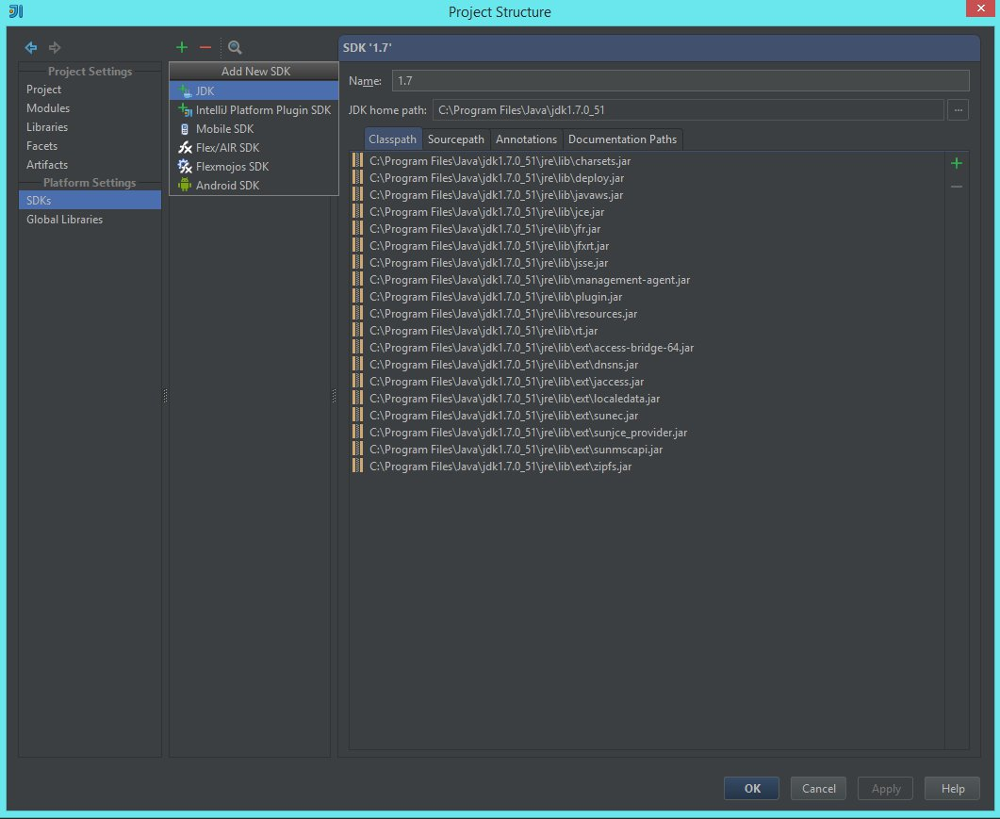 Project Structure
Project Settings
Project
Modules
Libraries
Facets
Artifacts
Platform Settings
SDKs
Global Libraries
Add New SDK
JDK
IntelliJ Platform Plugin SDK
Mobile SDK
Flex/AIR SDK
Flexmojos SDK
Android SDK
SDK '1.7'
Name: 1.7
JDK home path: C:\Program Files\Java\jdk1.7.0_51 ...
Classpath Sourcepath Annotations Documentation Paths
C:\Program Files\Java\jdk1.7.0_51\jre\lib\charsets.jar
C:\Program Files\Java\jdk1.7.0_51\jre\lib\deploy.jar
C:\Program Files\Java\jdk1.7.0_51\jre\lib\javaws.jar
C:\Program Files\Java\jdk1.7.0_51\jre\lib\jce.jar
C:\Program Files\Java\jdk1.7.0_51\jre\lib\jfr.jar
C:\Program Files\Java\jdk1.7.0_51\jre\lib\jfxrt.jar
C:\Program Files\Java\jdk1.7.0_51\jre\lib\jsse.jar
C:\Program Files\Java\jdk1.7.0_51\jre\lib\management-agent.jar
C:\Program Files\Java\jdk1.7.0_51\jre\lib\plugin.jar
C:\Program Files\Java\jdk1.7.0_51\jre\lib\resources.jar
C:\Program Files\Java\jdk1.7.0_51\jre\lib\rt.jar
C:\Program Files\Java\jdk1.7.0_51\jre\lib\ext\access-bridge-64.jar
C:\Program Files\Java\jdk1.7.0_51\jre\lib\ext\dnsns.jar
C:\Program Files\Java\jdk1.7.0_51\jre\lib\ext\jaccess.jar
C:\Program Files\Java\jdk1.7.0_51\jre\lib\ext\localedata.jar
C:\Program Files\Java\jdk1.7.0_51\jre\lib\ext\sunec.jar
C:\Program Files\Java\jdk1.7.0_51\jre\lib\ext\sunjce_provider.jar
C:\Program Files\Java\jdk1.7.0_51\jre\lib\ext\sunmscapi.jar
C:\Program Files\Java\jdk1.7.0_51\jre\lib\ext\zipfs.jar
OK Cancel Apply Help